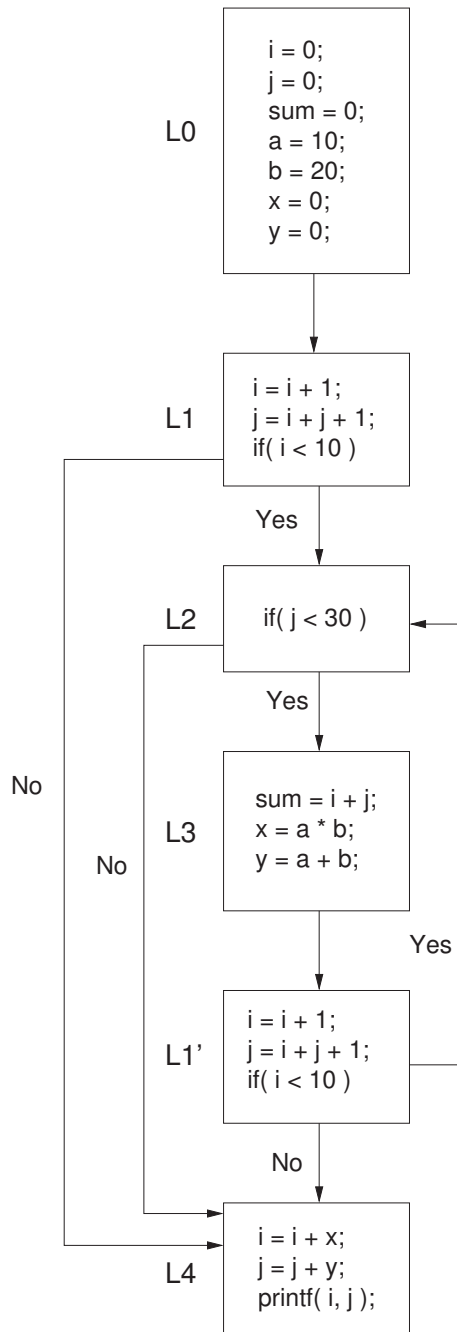 L0
i = 0;
j = 0;
sum = 0;
a = 10;
b = 20;
x = 0;
y = 0;
L1
i = i + 1;
j = i + j + 1;
if( i < 10 )
Yes
L2
if( j < 30 )
Yes
No
No
L3
sum = i + j;
x = a * b;
y = a + b;
Yes
L1’
i = i + 1;
j = i + j + 1;
if( i < 10 )
No
L4
i = i + x;
j = j + y;
printf( i, j );